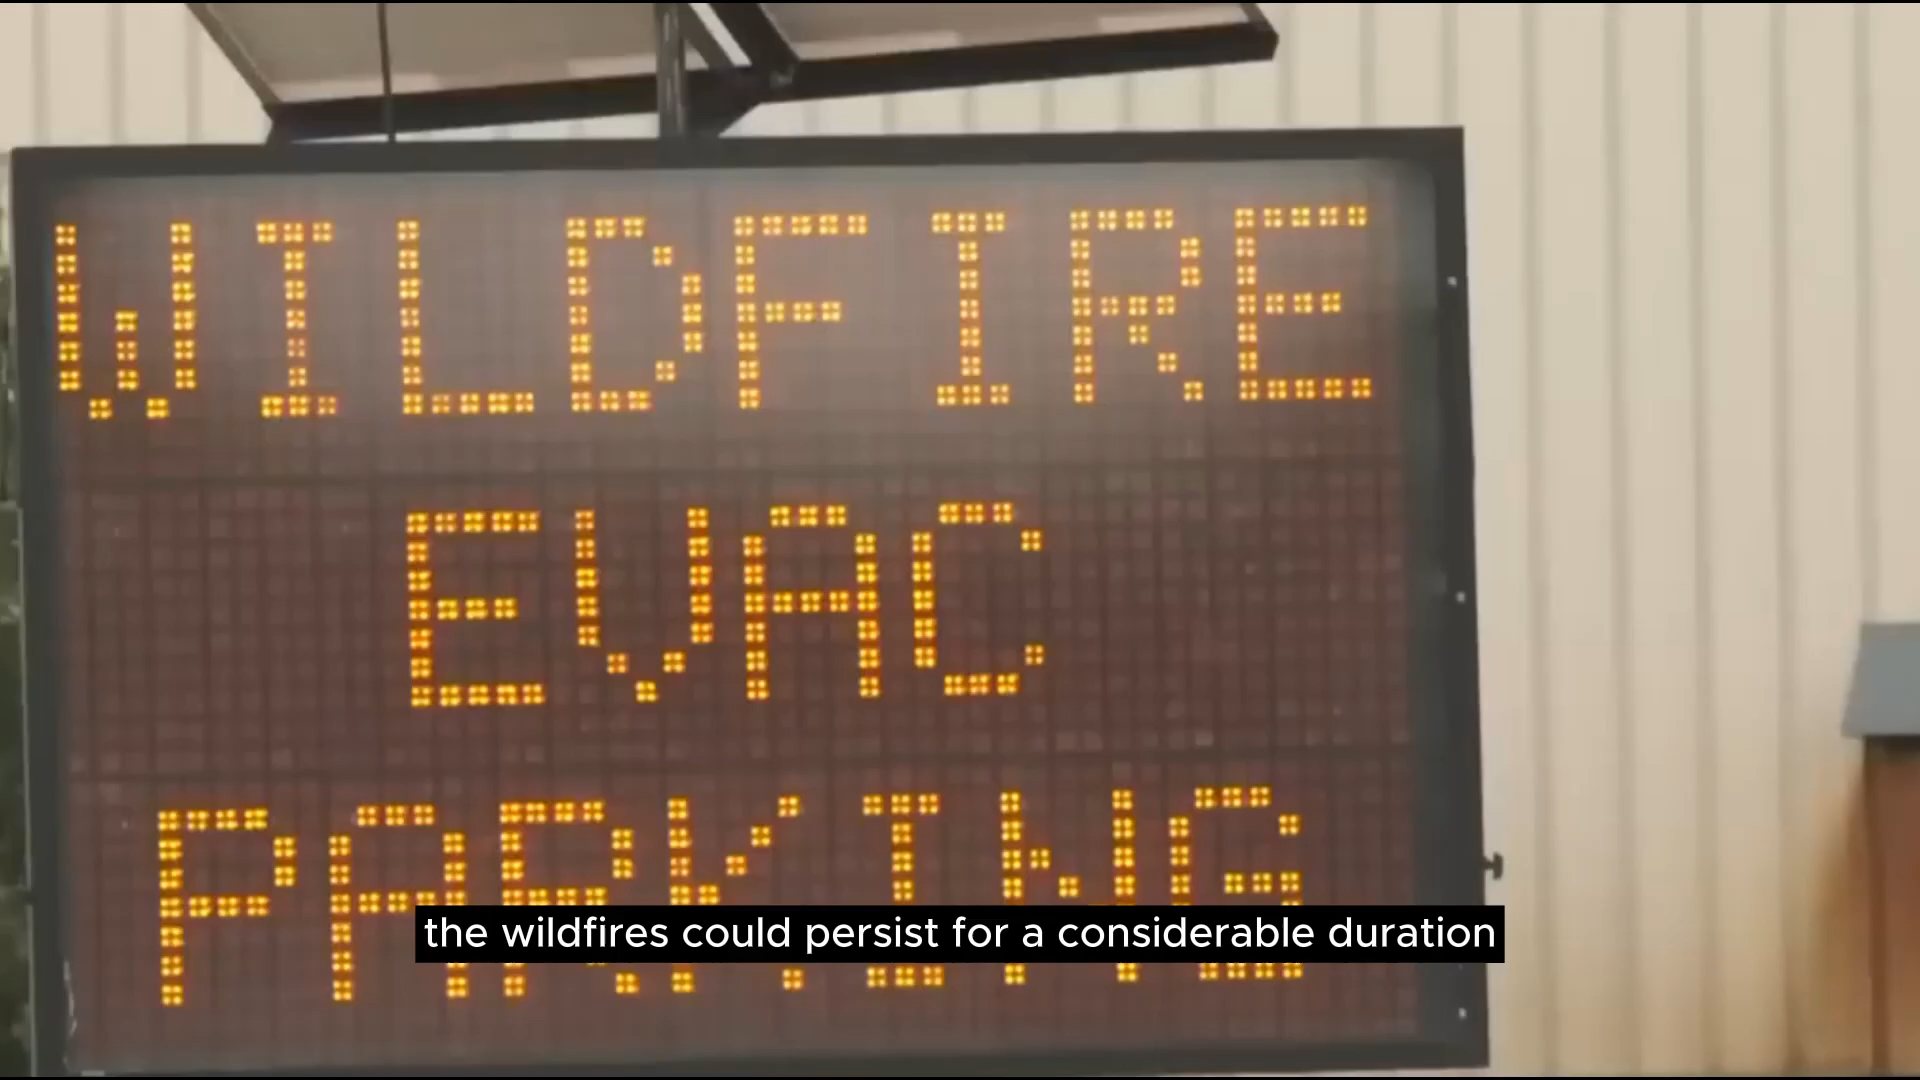 WILDFIRE
EVAC
PARKING
the wildfires could persist for a considerable duration